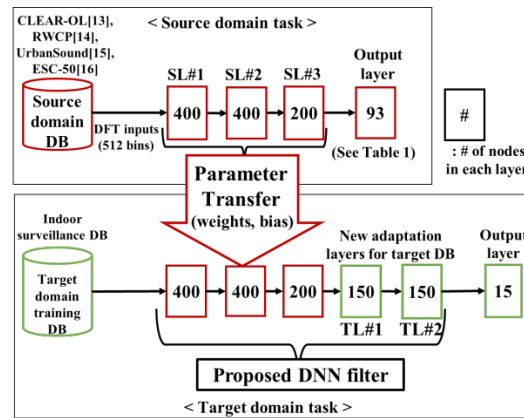 < Source domain task >
CLEAR-OL[13],
RWCP[14],
UrbanSound[15],
ESC-50[16]
Source
domain
DB
DFT inputs
(512 bins)
SL#1
SL#2
SL#3
Output
layer
400
400
200
93
(See Table 1)
#
: # of nodes
in each layer
Parameter
Transfer
(weights, bias)
Indoor
surveillance DB
Target
domain
training
DB
New adaptation
layers for target DB
Output
layer
400
400
200
150
150
15
TL#1
TL#2
Proposed DNN filter
< Target domain task >